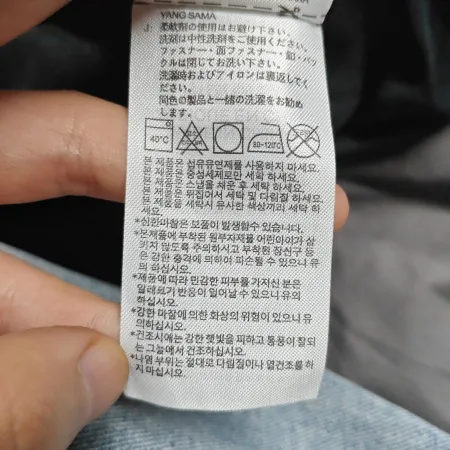 YANG SAMA
J: 柔軟剤の使用はお避け下さい。
洗剤は中性洗剤をご使用ください。
ファスナー・面ファスナー・釦・バッ
クルは閉じてお洗い下さい。
洗濯時およびアイロンは裏返してく
ださい。
同色の製品と一緒の洗濯をお勧め
します。
40℃ 80~120℃
본 제품은 섬유유연제를 사용하지 마세요.
본 제품은 중성세제로만 세탁 하세요.
본 제품은 스냅을 채운 후 세탁 하세요.
본 제품은 뒤집어서 세탁 및 다림질 하세요.
본 제품을 세탁시 유사한 색상끼리 세탁 하
세요.
*심한마찰은 보풀이 발생할수 있습니다.
*본제품에 부착된 원부자재를 어린아이가 삼
키지 않도록 주의하시고 부착된 장신구 등
은 강한 충격에 의하여 파손될 수 있으니 유
의 하십시오.
*제품에 따라 민감한 피부를 가지신 분은
알레르기 반응이 일어날 수 있으니 유의
하십시오.
*강한 마찰에 의한 화상의 위험이 있으니 유
의하십시오.
*건조시에는 강한 햇빛을 피하고 통풍이 잘되
는 그늘에서 건조하십시오.
*나염 부위는 절대로 다림질이나 열건조를 하
지 마십시오.